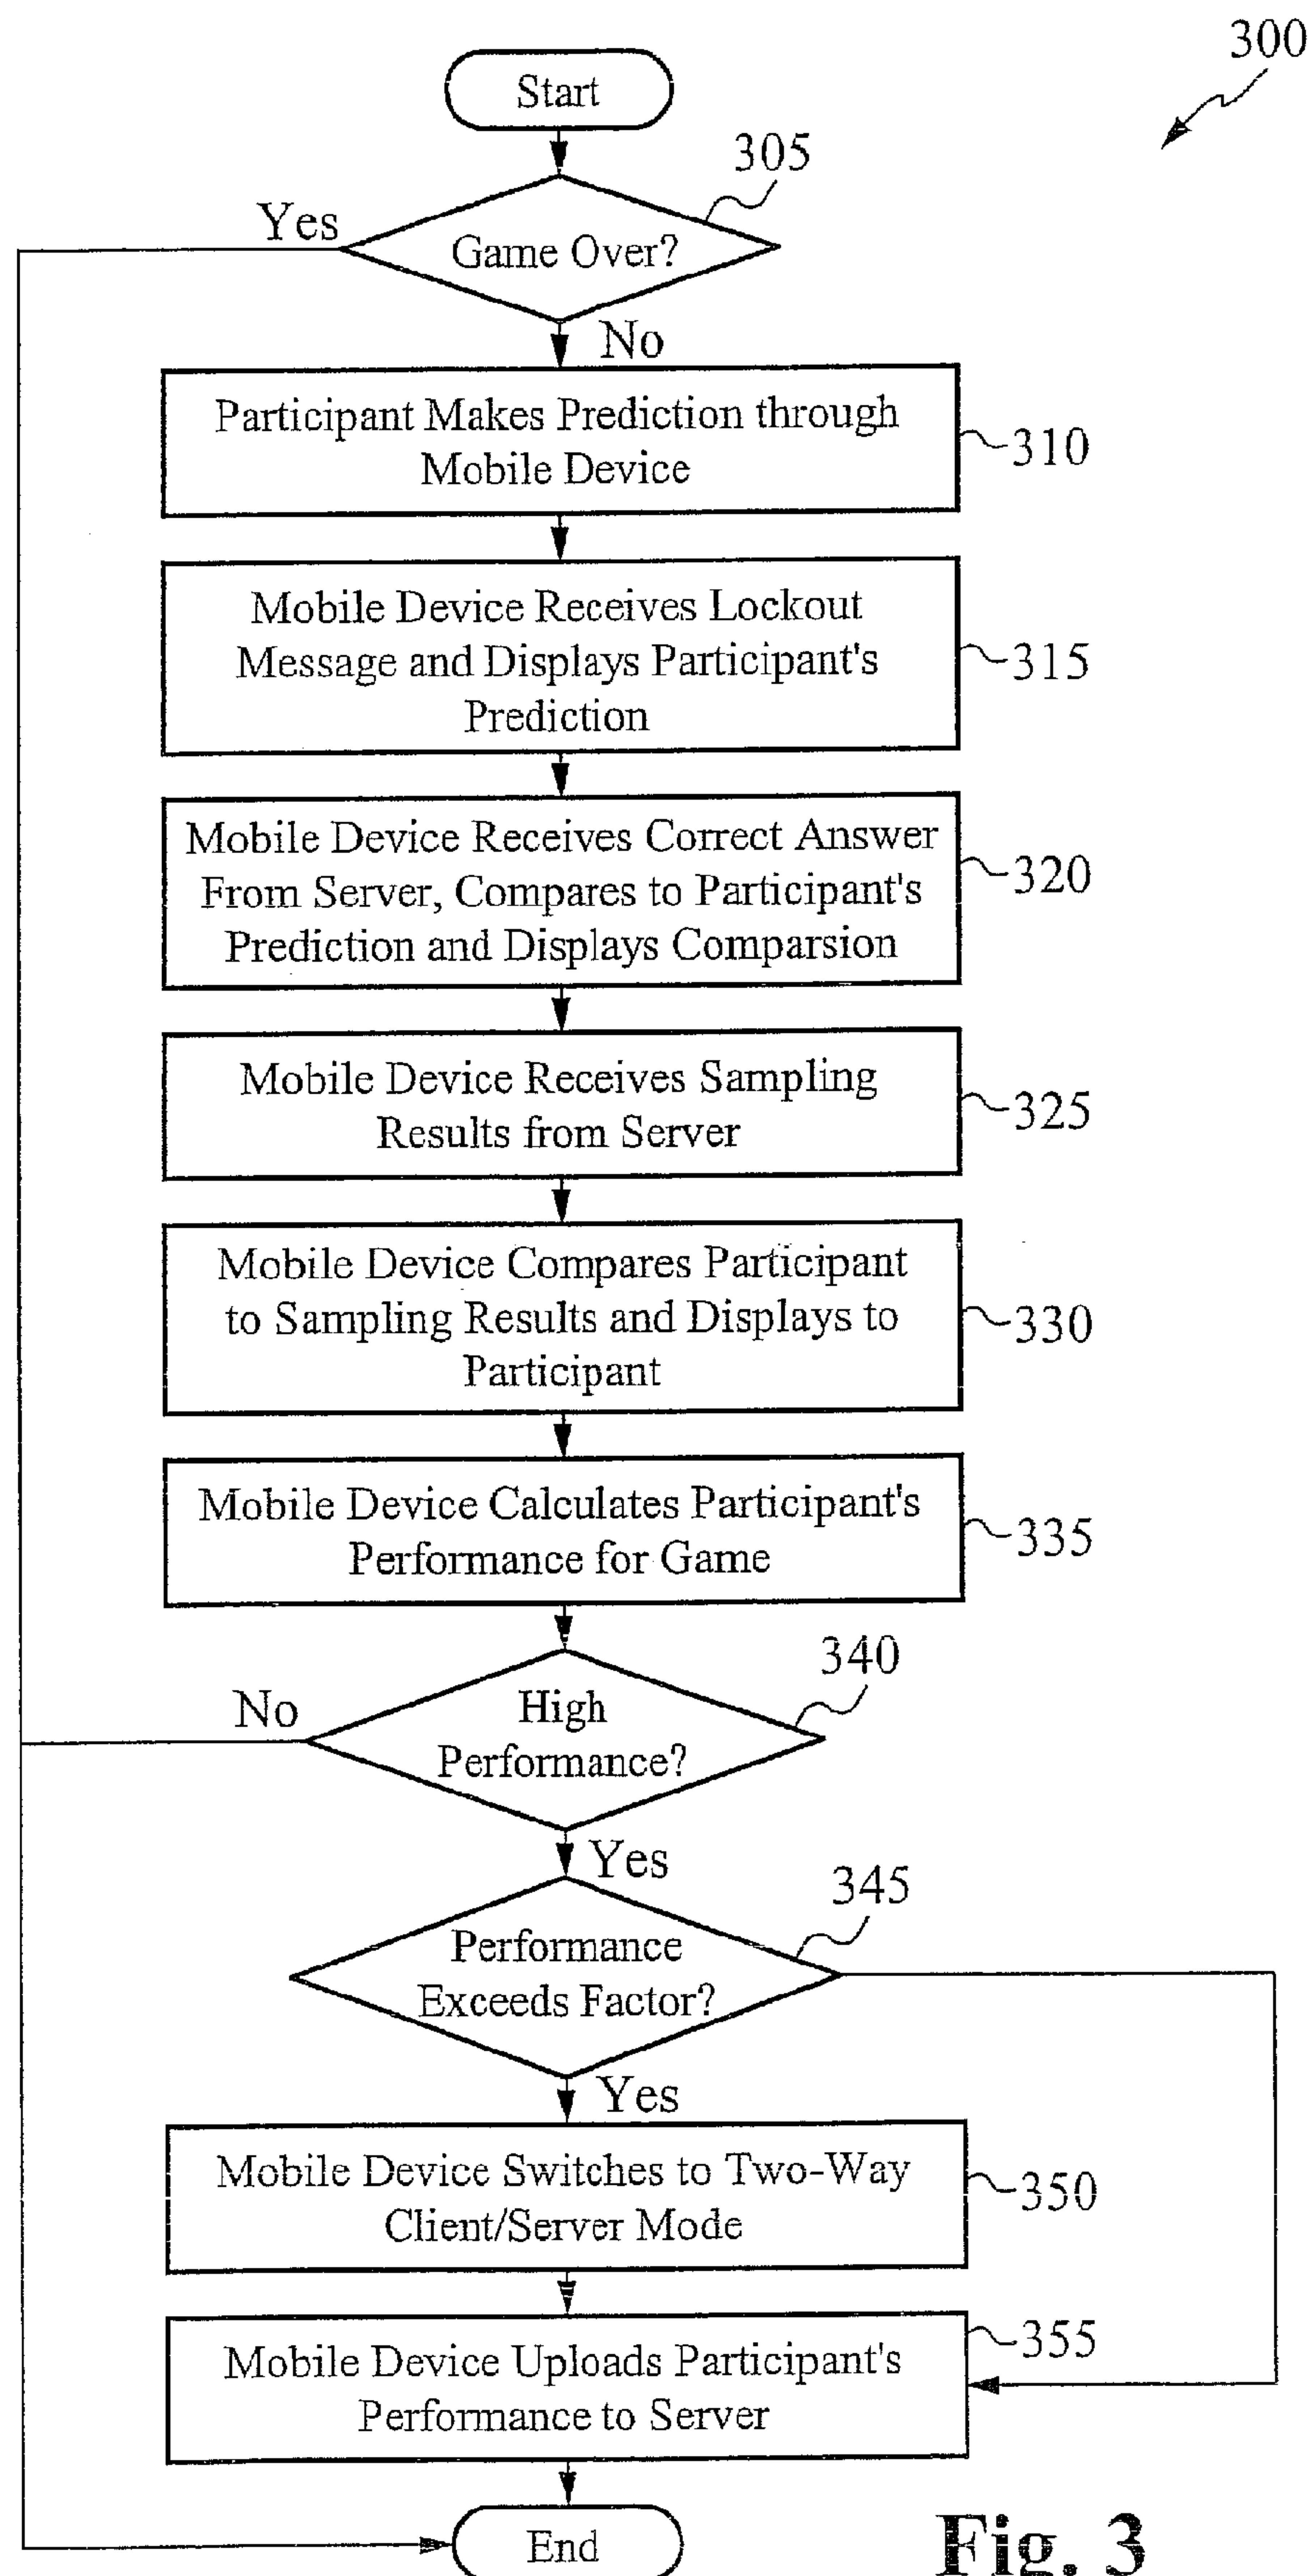 300
Start
305
Yes
Game Over?
No
Participant Makes Prediction through
Mobile Device
310
Mobile Device Receives Lockout
Message and Displays Participant's
Prediction
315
Mobile Device Receives Correct Answer
From Server, Compares to Participant's
Prediction and Displays Comparsion
320
Mobile Device Receives Sampling
Results from Server
325
Mobile Device Compares Participant
to Sampling Results and Displays to
Participant
330
Mobile Device Calculates Participant's
Performance for Game
335
340
No
High
Performance?
Yes
345
Performance
Exceeds Factor?
Yes
Mobile Device Switches to Two-Way
Client/Server Mode
350
Mobile Device Uploads Participant's
Performance to Server
355
End
Fig. 3